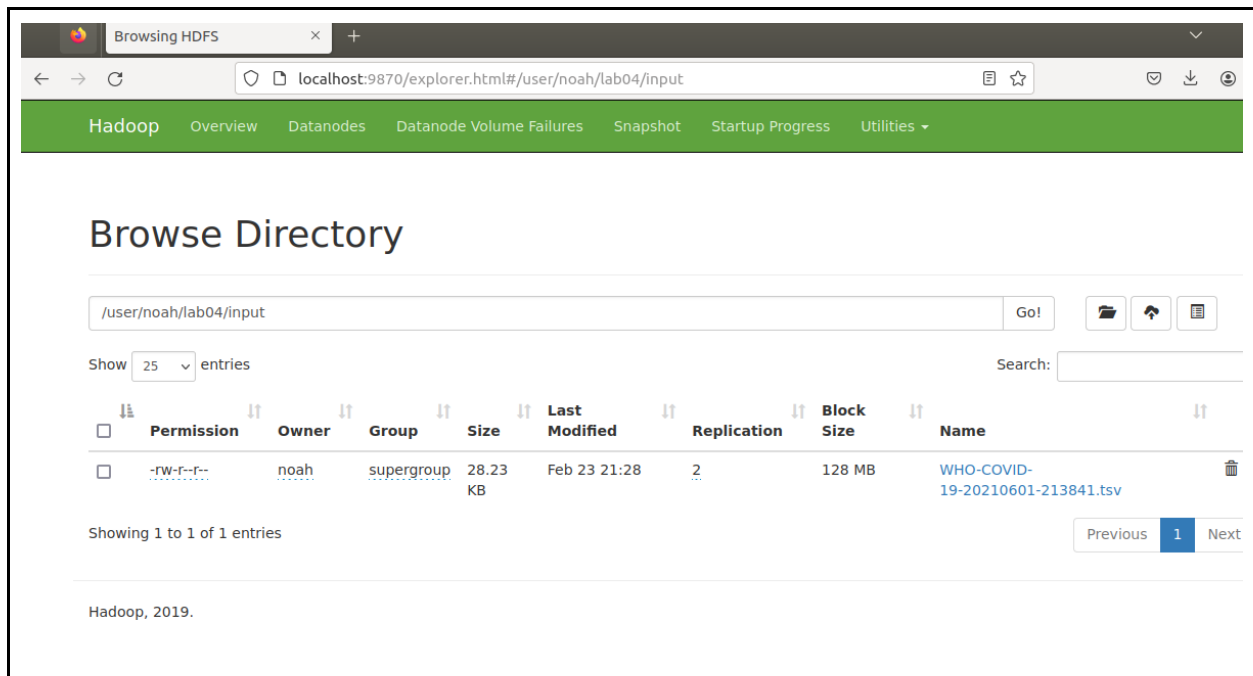 Browsing HDFS
localhost:9870/explorer.html#/user/noah/lab04/input
Hadoop Overview Datanodes Datanode Volume Failures Snapshot Startup Progress Utilities
Browse Directory
/user/noah/lab04/input Go!
Show 25 entries Search:
Permission Owner Group Size Last Modified Replication Block Size Name
-rw-r--r-- noah supergroup 28.23 KB Feb 23 21:28 2 128 MB WHO-COVID-19-20210601-213841.tsv
Showing 1 to 1 of 1 entries Previous 1 Next
Hadoop, 2019.